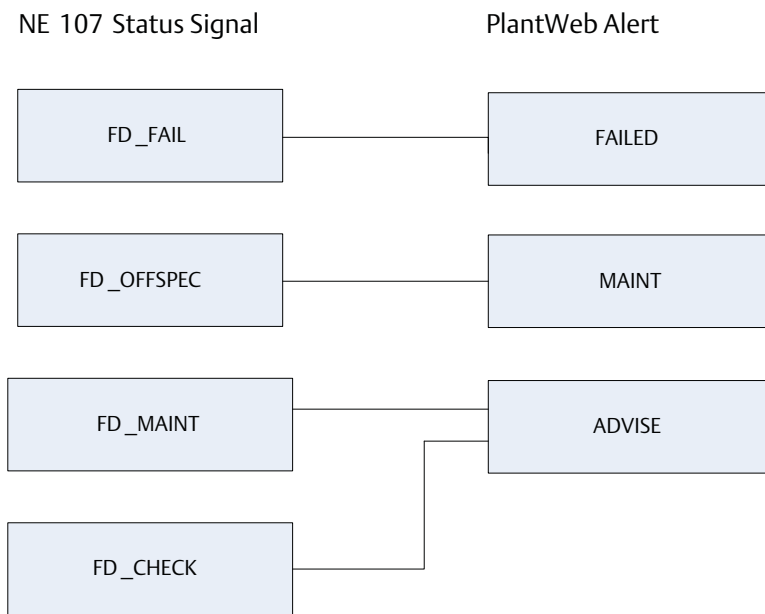 NE 107 Status Signal PlantWeb Alert
FD_FAIL FAILED
FD_OFFSPEC MAINT
FD_MAINT ADVISE
FD_CHECK